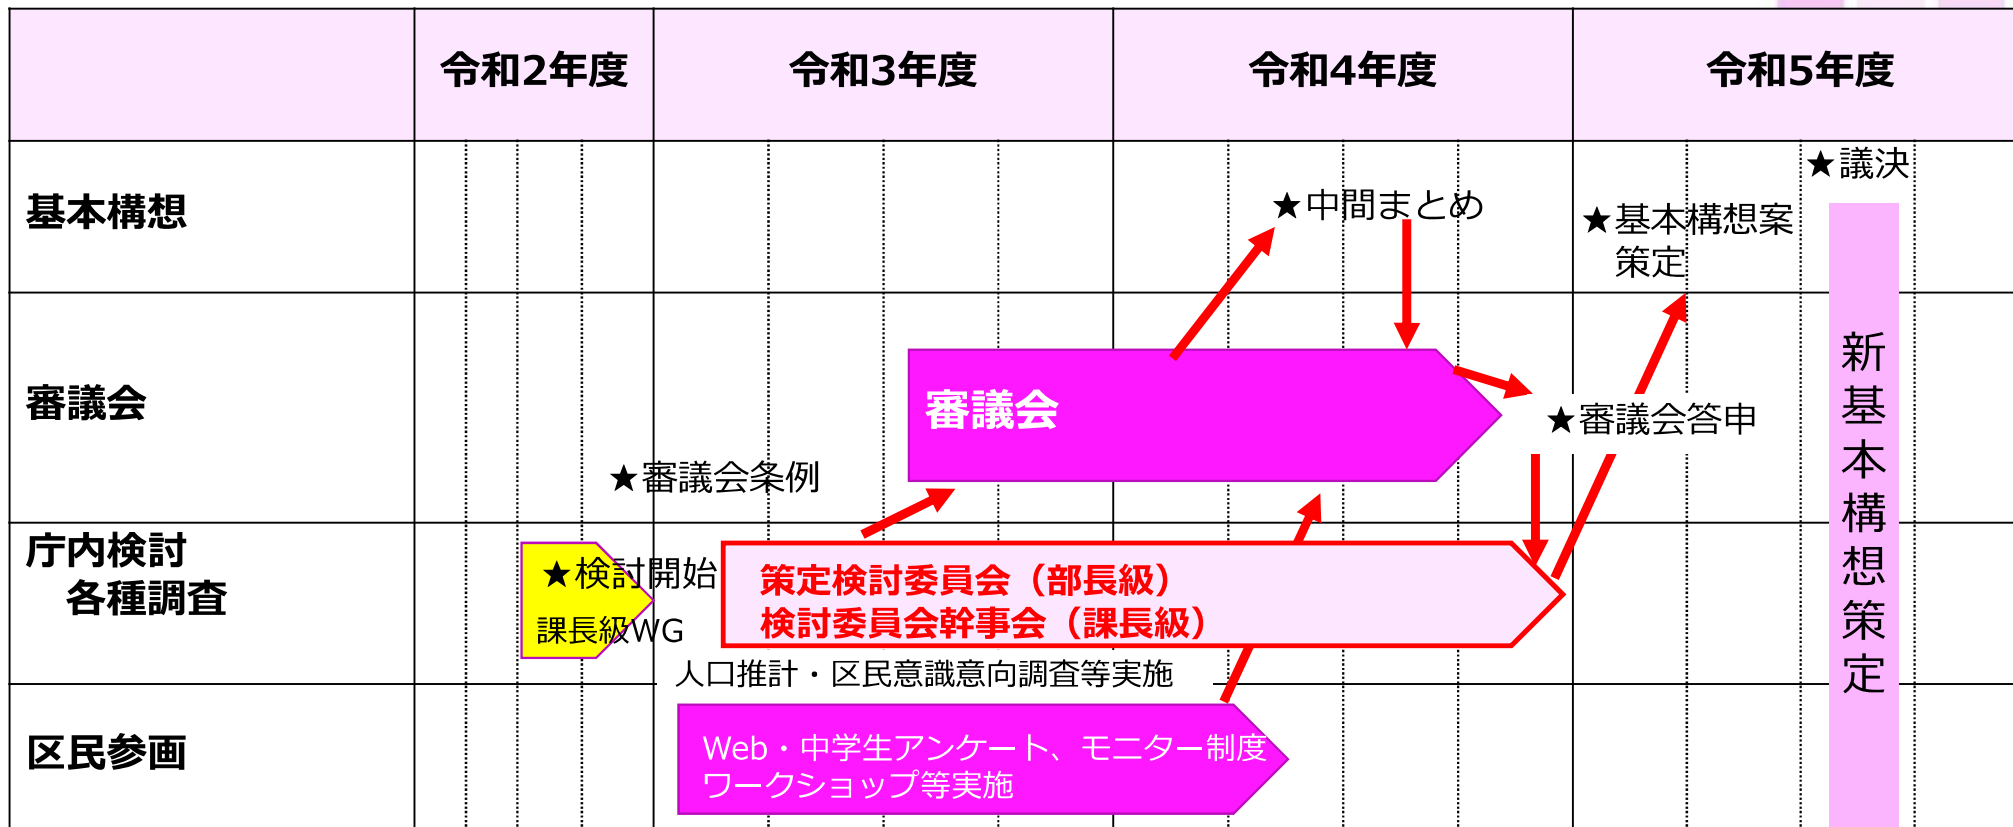 令和2年度
令和3年度
令和4年度
令和5年度
基本構想
★中間まとめ
★基本構想案
策定
★議決
審議会
審議会
★審議会条例
★審議会答申
庁内検討
各種調査
★検討開始
課長級WG
策定検討委員会（部長級）
検討委員会幹事会（課長級）
人口推計・区民意識意向調査等実施
区民参画
Web・中学生アンケート、モニター制度
ワークショップ等実施
新基本構想策定